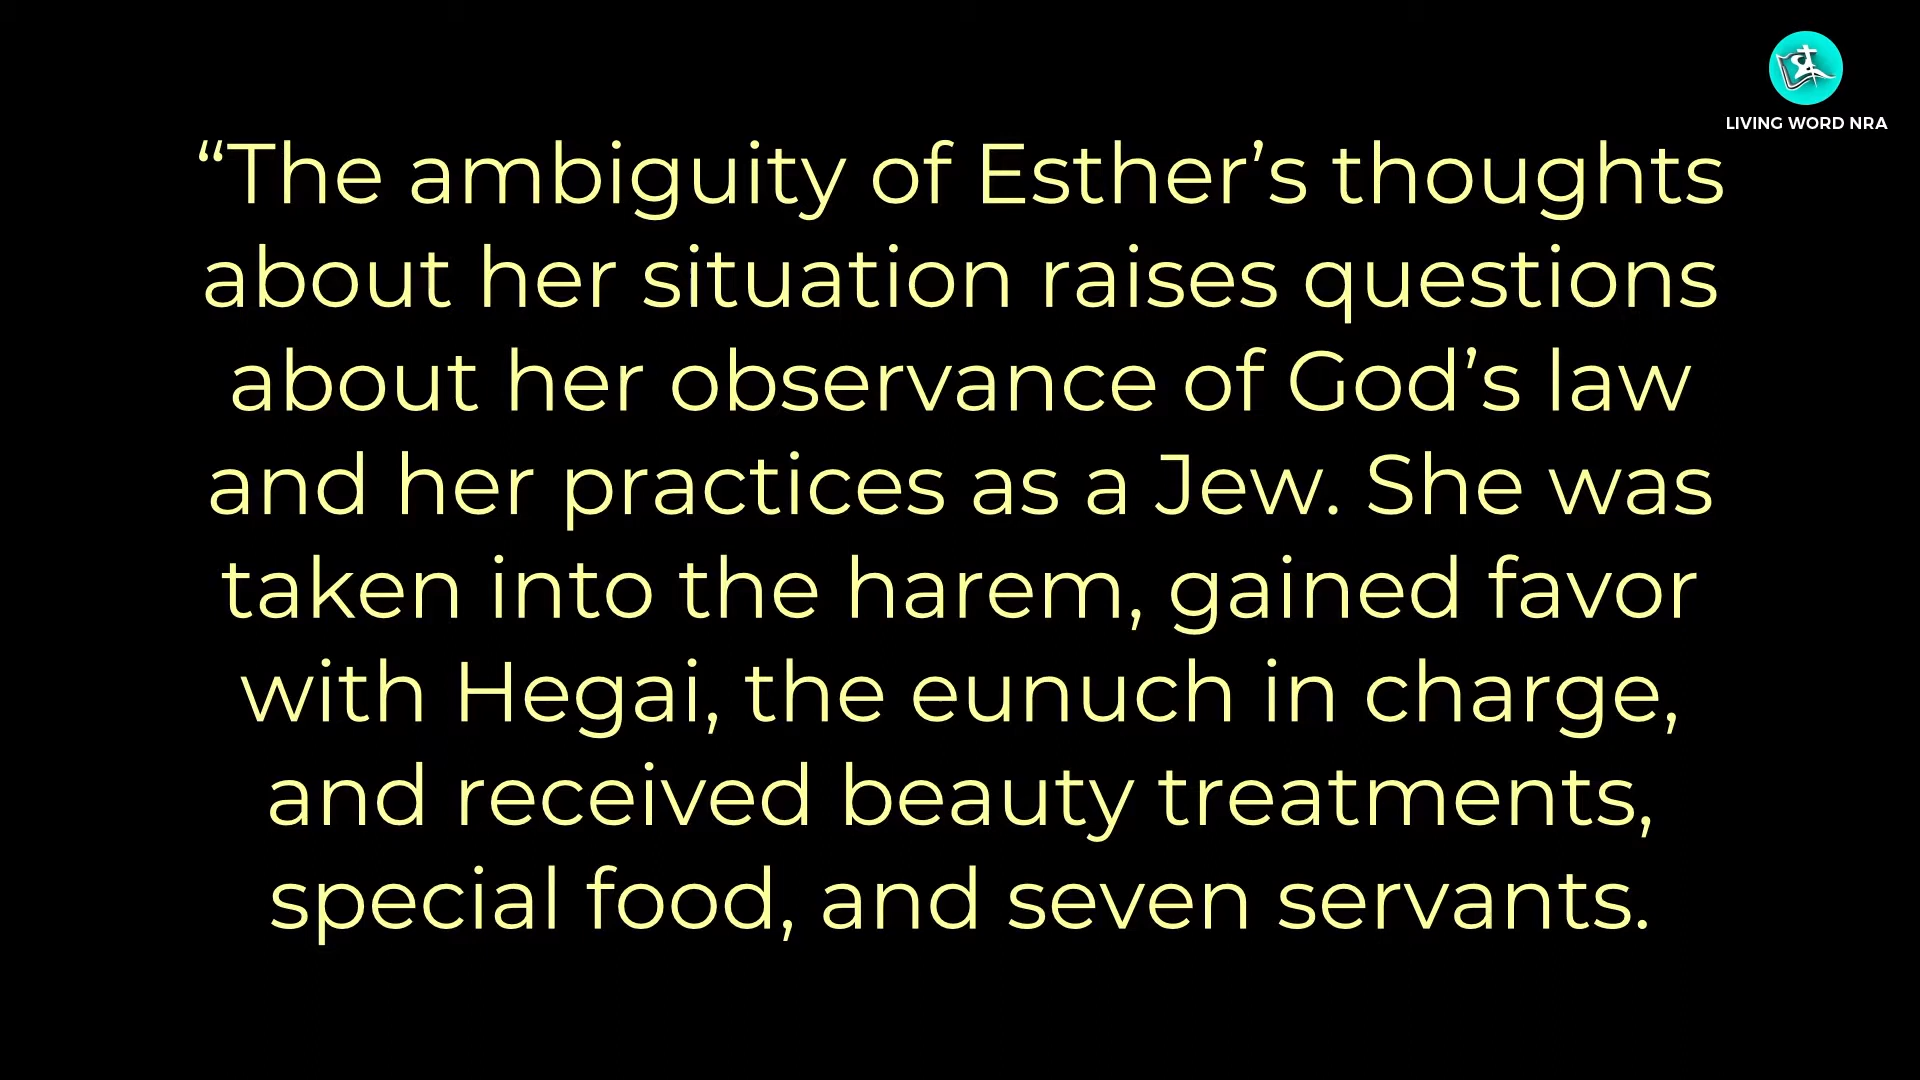 LIVING WORD NRA
“The ambiguity of Esther’s thoughts
about her situation raises questions
about her observance of God’s law
and her practices as a Jew. She was
taken into the harem, gained favor
with Hegai, the eunuch in charge,
and received beauty treatments,
special food, and seven servants.